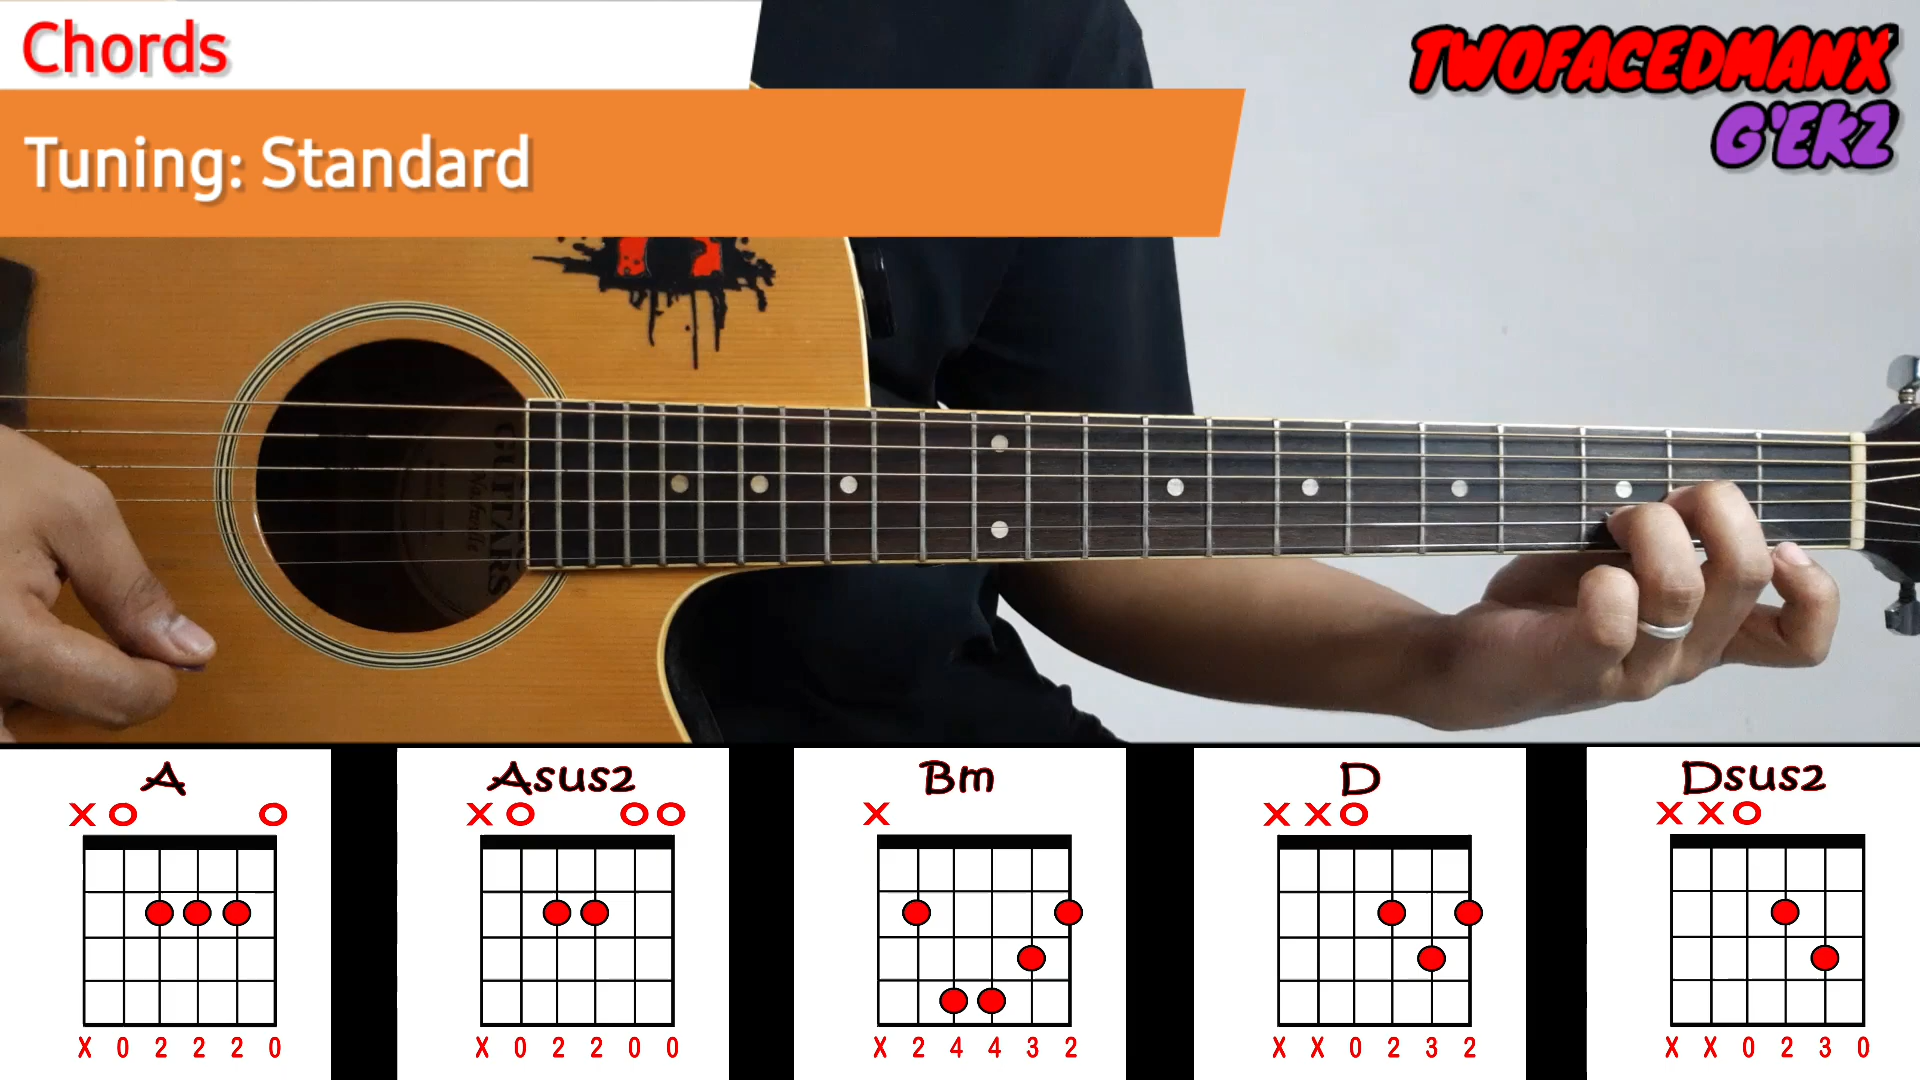 Chords
Tuning: Standard
TWOFACEDMANX
G'EKZ
GUITARS
A
X O O
X 0 2 2 2 0
Asus2
X O O O
X 0 2 2 0 0
Bm
X
X 2 4 4 3 2
D
X X O
X X 0 2 3 2
Dsus2
X X O
X X 0 2 3 0